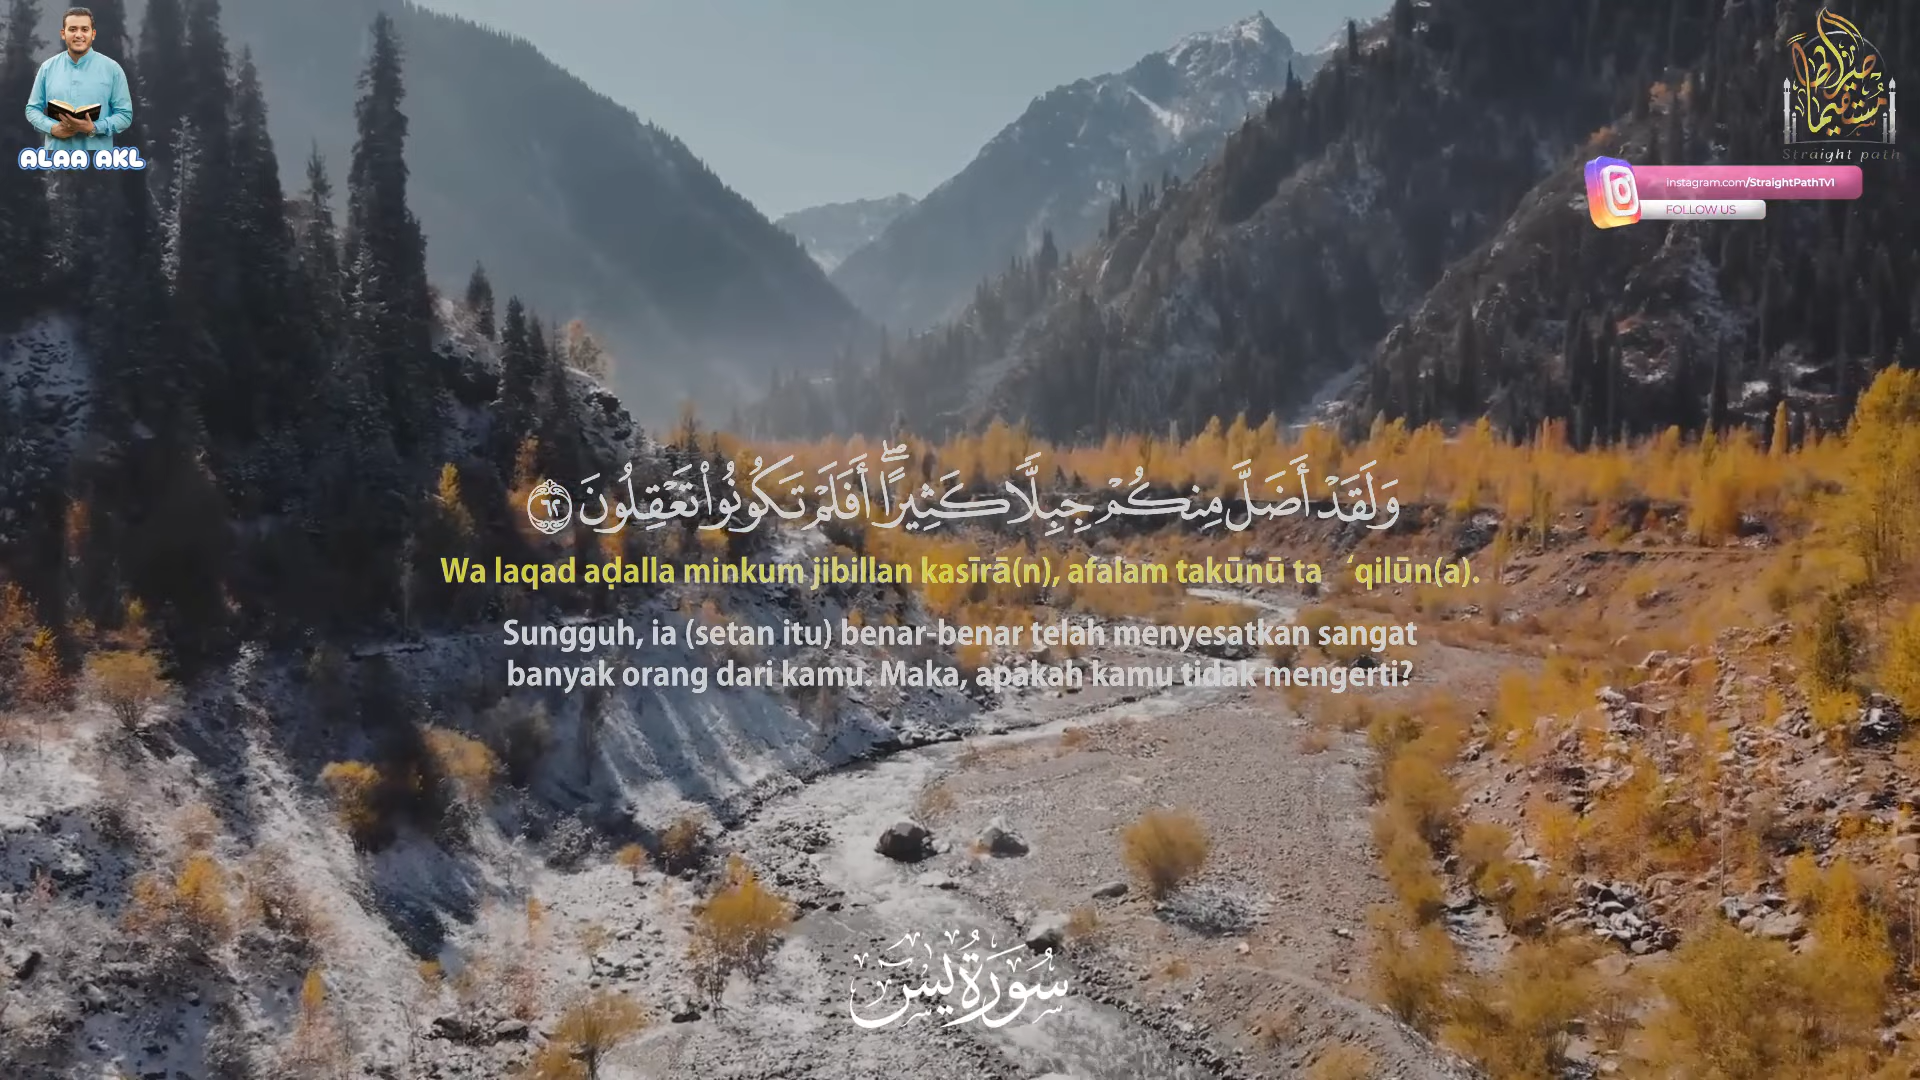 ALAA AKL
صراطا مستقيما
Straight path
instagram.com/StraightPathTv1
FOLLOW US
وَلَقَدْ أَضَلَّ مِنكُمْ جِبِلًّا كَثِيرًا ۖ أَفَلَمْ تَكُونُوا۟ تَعْقِلُونَ ٦٢
Wa laqad aḍalla minkum jibillan kasīrā(n), afalam takūnū ta ‘qilūn(a).
Sungguh, ia (setan itu) benar-benar telah menyesatkan sangat
banyak orang dari kamu. Maka, apakah kamu tidak mengerti?
سُورَةُ يسٓ